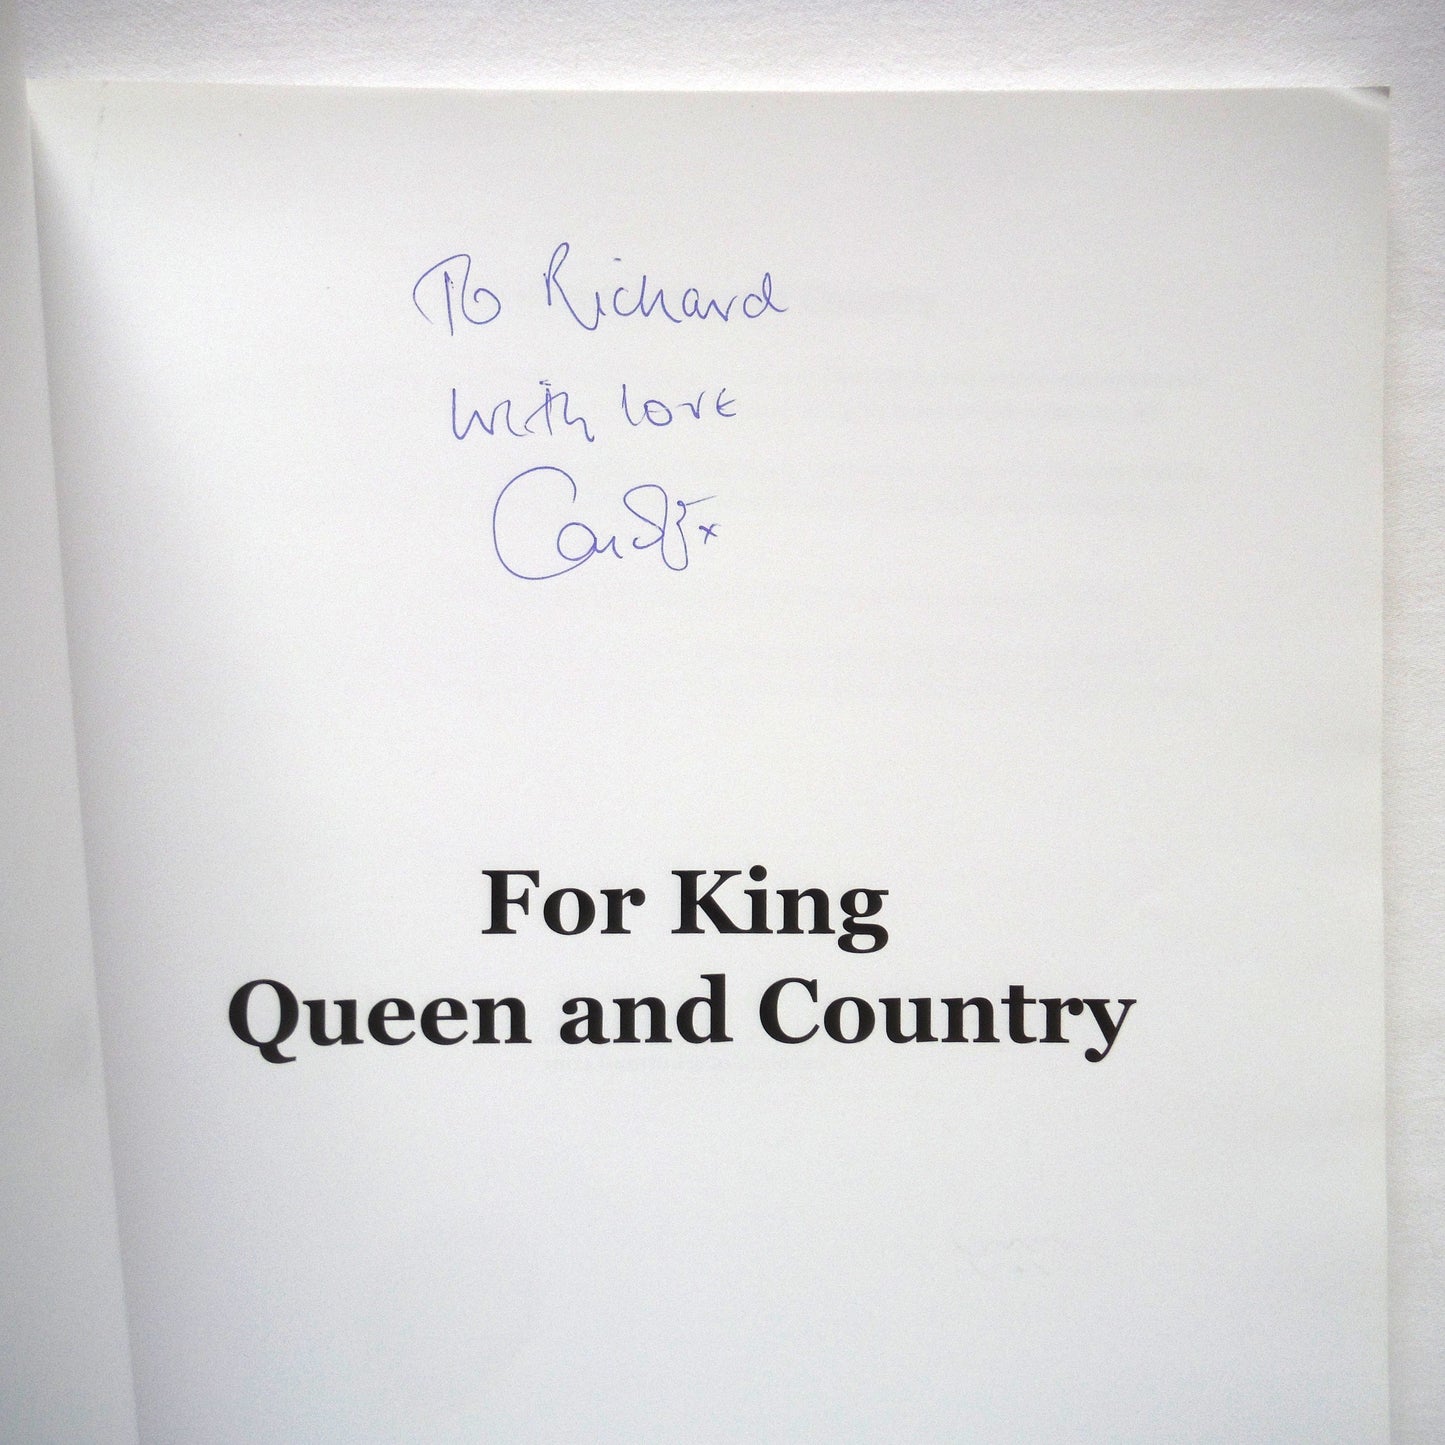 To Richard
with love
x
For King
Queen and Country